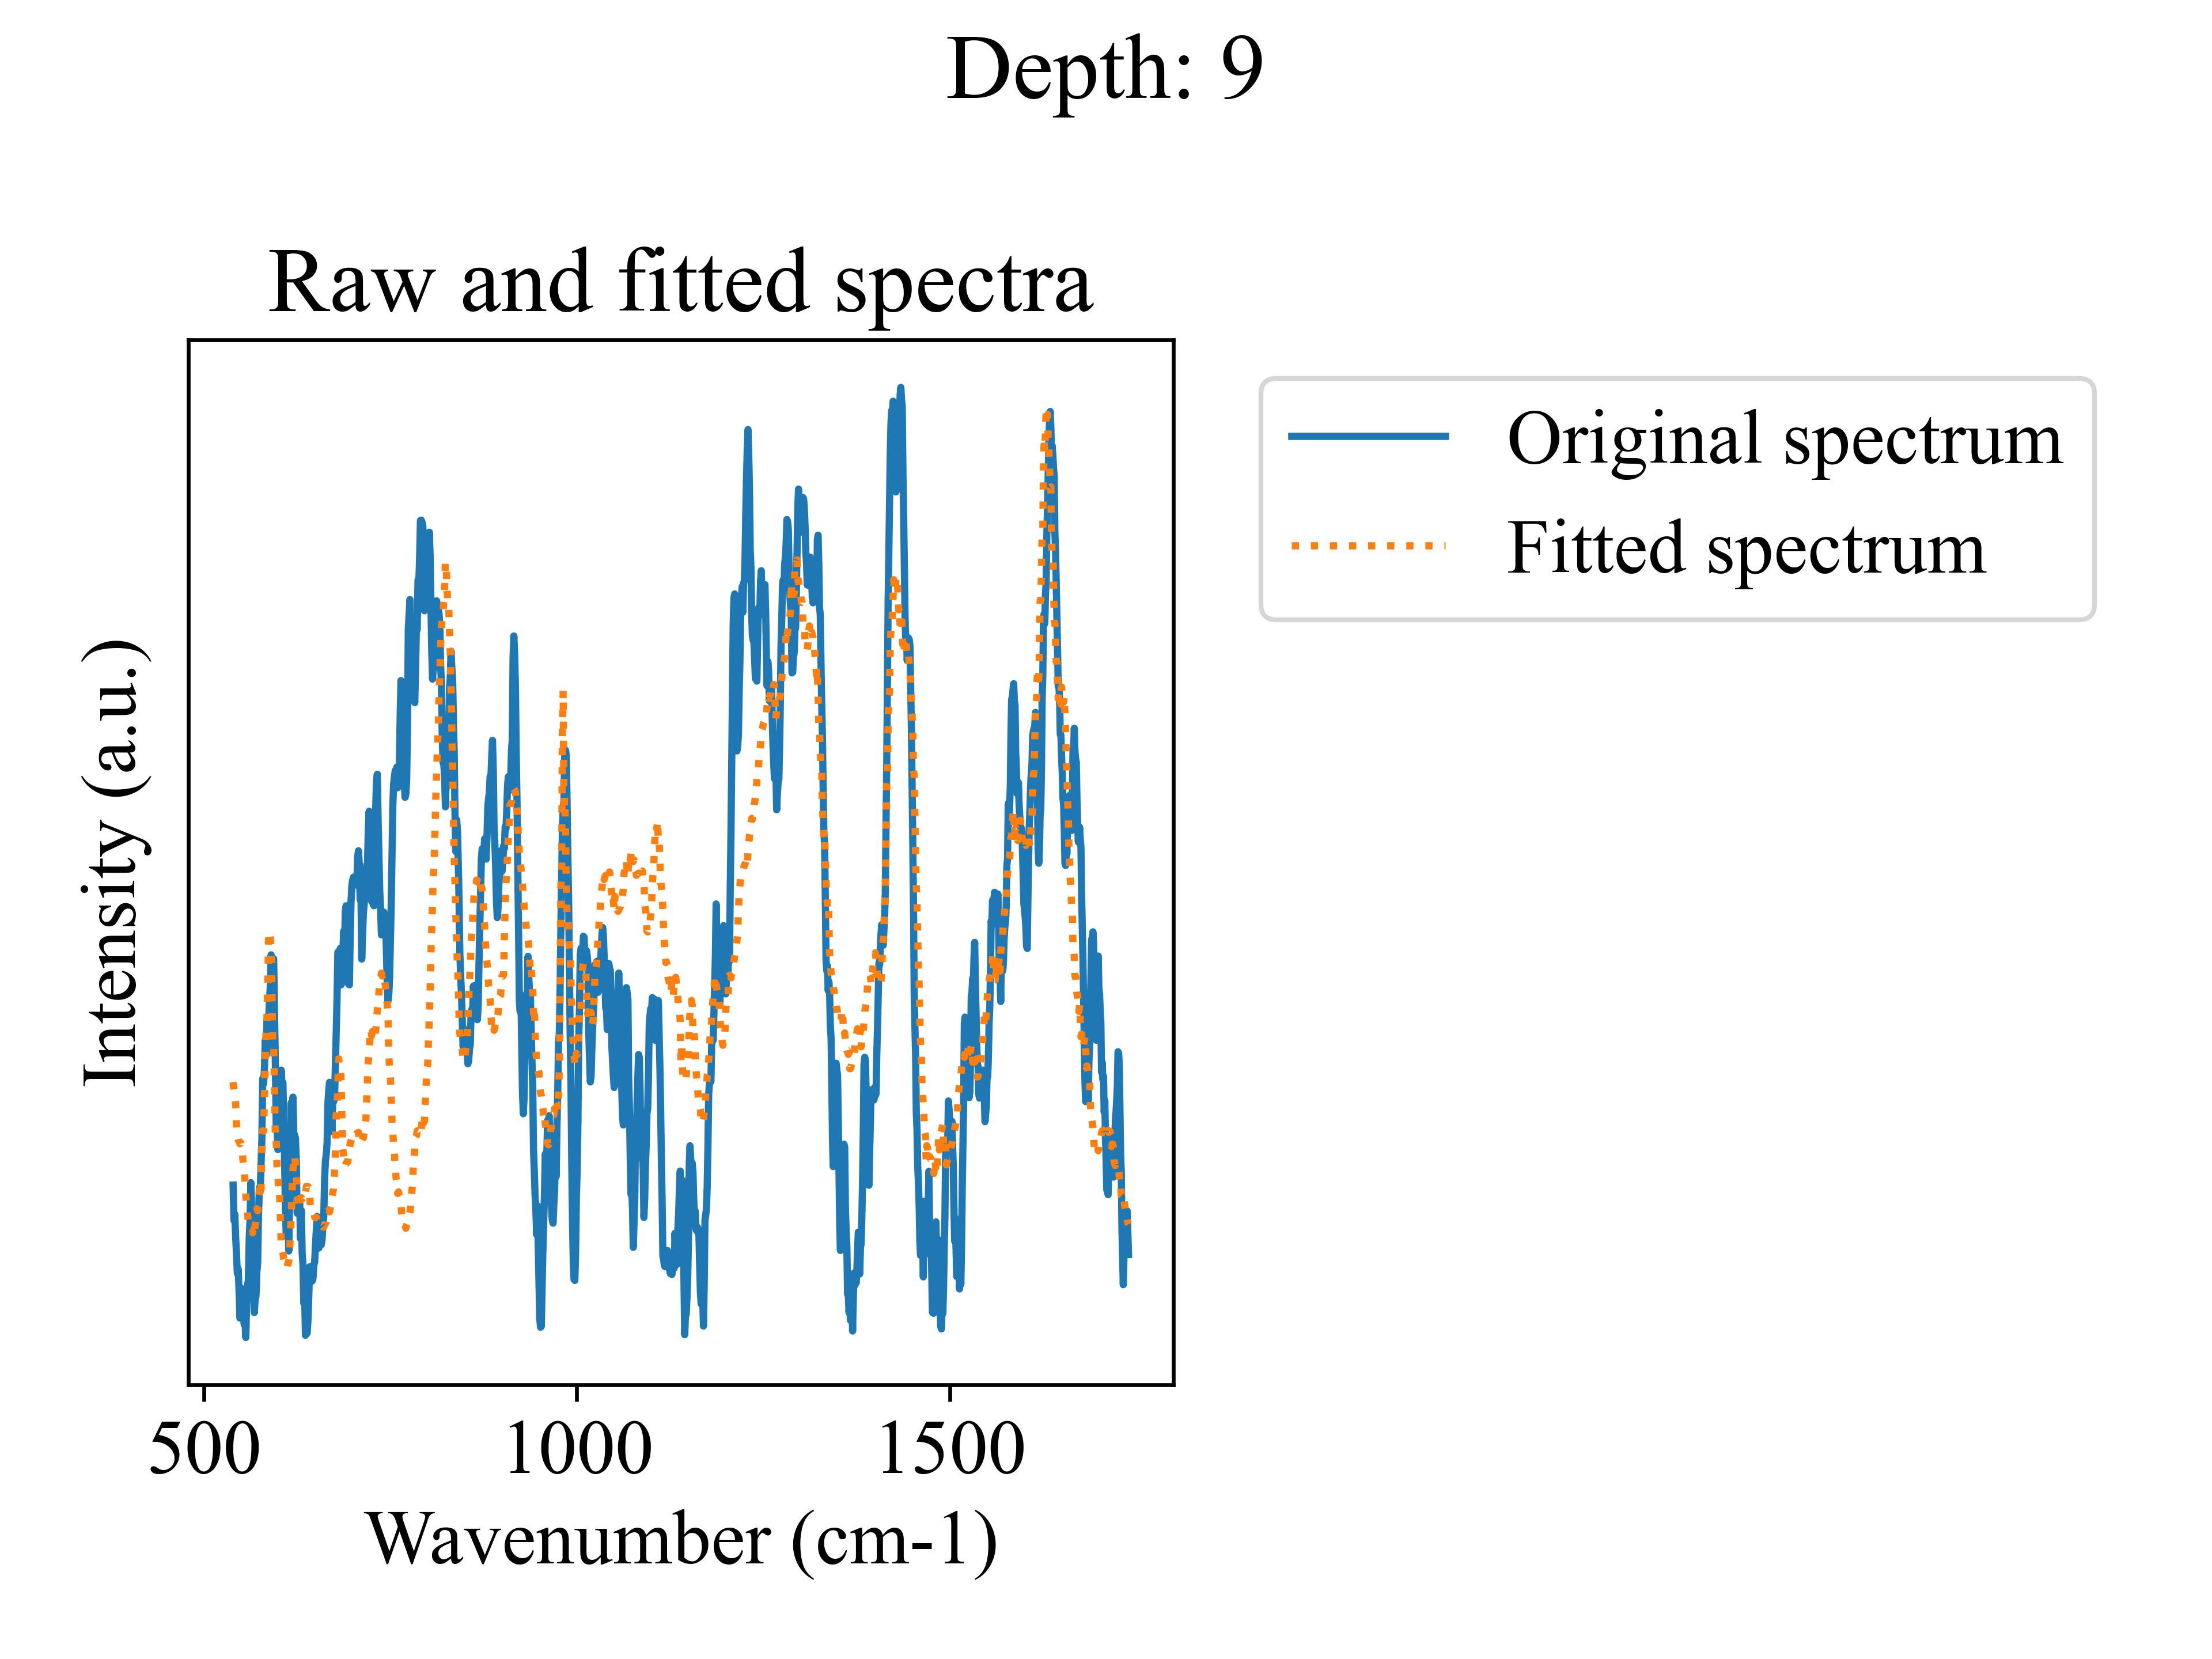 Depth: 9
Raw and fitted spectra
Original spectrum
Fitted spectrum
Intensity (a.u.)
500 1000 1500
Wavenumber (cm-1)